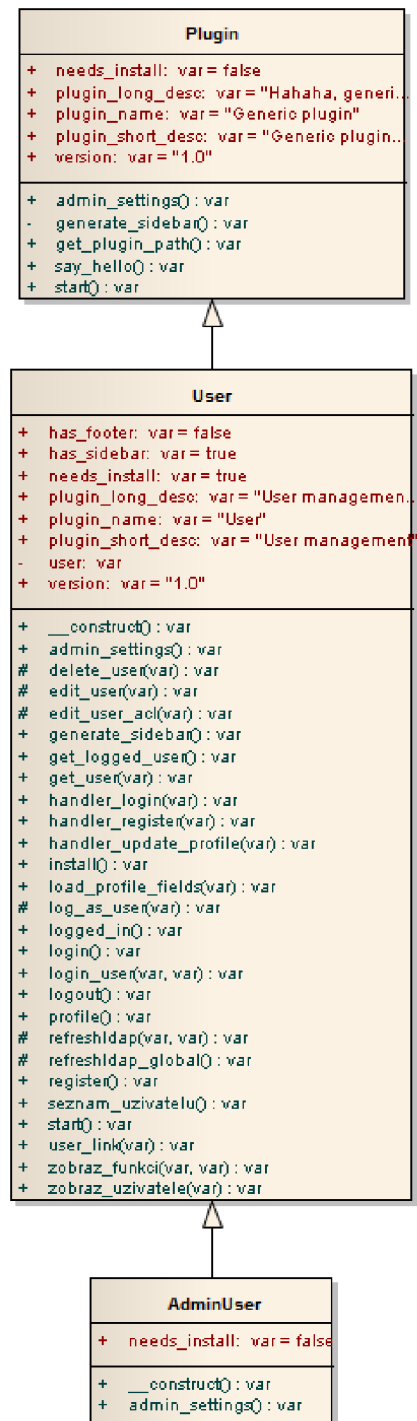 Plugin
+ needs_install: var = false
+ plugin_long_desc: var = "Hahaha, generi...
+ plugin_name: var = "Generic plugin"
+ plugin_short_desc: var = "Generic plugin...
+ version: var = "1.0"
+ admin_settings() : var
- generate_sidebar() : var
+ get_plugin_path() : var
+ say_hello() : var
+ start() : var
User
+ has_footer: var = false
+ has_sidebar: var = true
+ needs_install: var = true
+ plugin_long_desc: var = "User managemen...
+ plugin_name: var = "User"
+ plugin_short_desc: var = "User management"
- user: var
+ version: var = "1.0"
+ __construct() : var
+ admin_settings() : var
# delete_user(var) : var
# edit_user(var) : var
# edit_user_acl(var) : var
+ generate_sidebar() : var
+ get_logged_user() : var
+ get_user(var) : var
+ handler_login(var) : var
+ handler_register(var) : var
+ handler_update_profile(var) : var
+ install() : var
+ load_profile_fields(var) : var
# log_as_user(var) : var
+ logged_in() : var
+ login() : var
+ login_user(var, var) : var
+ logout() : var
+ profile() : var
# refreshldap(var, var) : var
# refreshldap_global() : var
+ register() : var
+ seznam_uzivatelu() : var
+ start() : var
+ user_link(var) : var
+ zobraz_funkci(var, var) : var
+ zobraz_uzivatele(var) : var
AdminUser
+ needs_install: var = false
+ __construct() : var
+ admin_settings() : var